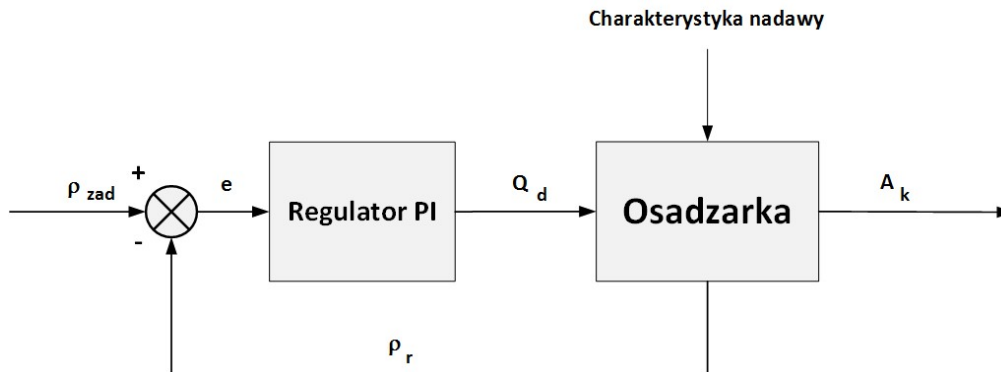 Charakterystyka nadawy
+
ρ zad
e
Regulator PI
Q d
Osadzarka
A k
-
ρ r